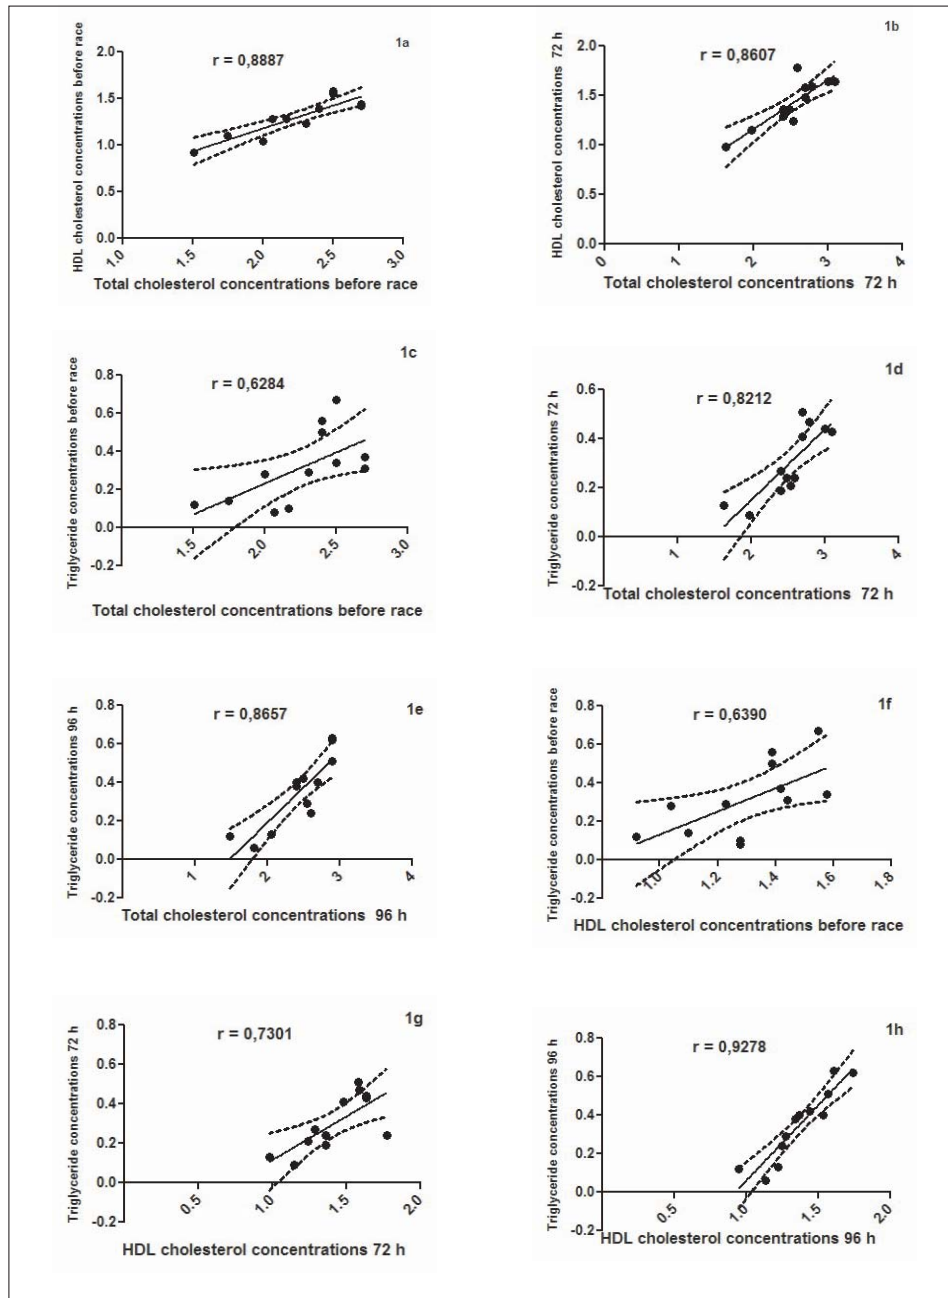 1a
r = 0,8887
HDL cholesterol concentrations before race
2.0
1.5
1.0
0.5
0.0
1.0
1.5
2.0
2.5
3.0
Total cholesterol concentrations before race
1b
r = 0,8607
HDL cholesterol concentrations 72 h
2.0
1.5
1.0
0.5
0.0
0
1
2
3
4
Total cholesterol concentrations 72 h
1c
r = 0,6284
Triglyceride concentrations before race
0.8
0.6
0.4
0.2
0.0
-0.2
1.5
2.0
2.5
3.0
Total cholesterol concentrations before race
1d
r = 0,8212
Triglyceride concentrations 72 h
0.6
0.4
0.2
0.0
-0.2
1
2
3
4
Total cholesterol concentrations 72 h
1e
r = 0,8657
Triglyceride concentrations 96 h
0.8
0.6
0.4
0.2
0.0
-0.2
1
2
3
4
Total cholesterol concentrations 96 h
1f
r = 0,6390
Triglyceride concentrations before race
0.8
0.6
0.4
0.2
0.0
-0.2
1.0
1.2
1.4
1.6
1.8
HDL cholesterol concentrations before race
1g
r = 0,7301
Triglyceride concentrations 72 h
0.8
0.6
0.4
0.2
0.0
-0.2
0.5
1.0
1.5
2.0
HDL cholesterol concentrations 72 h
1h
r = 0,9278
Triglyceride concentrations 96 h
0.8
0.6
0.4
0.2
0.0
-0.2
0.5
1.0
1.5
2.0
HDL cholesterol concentrations 96 h